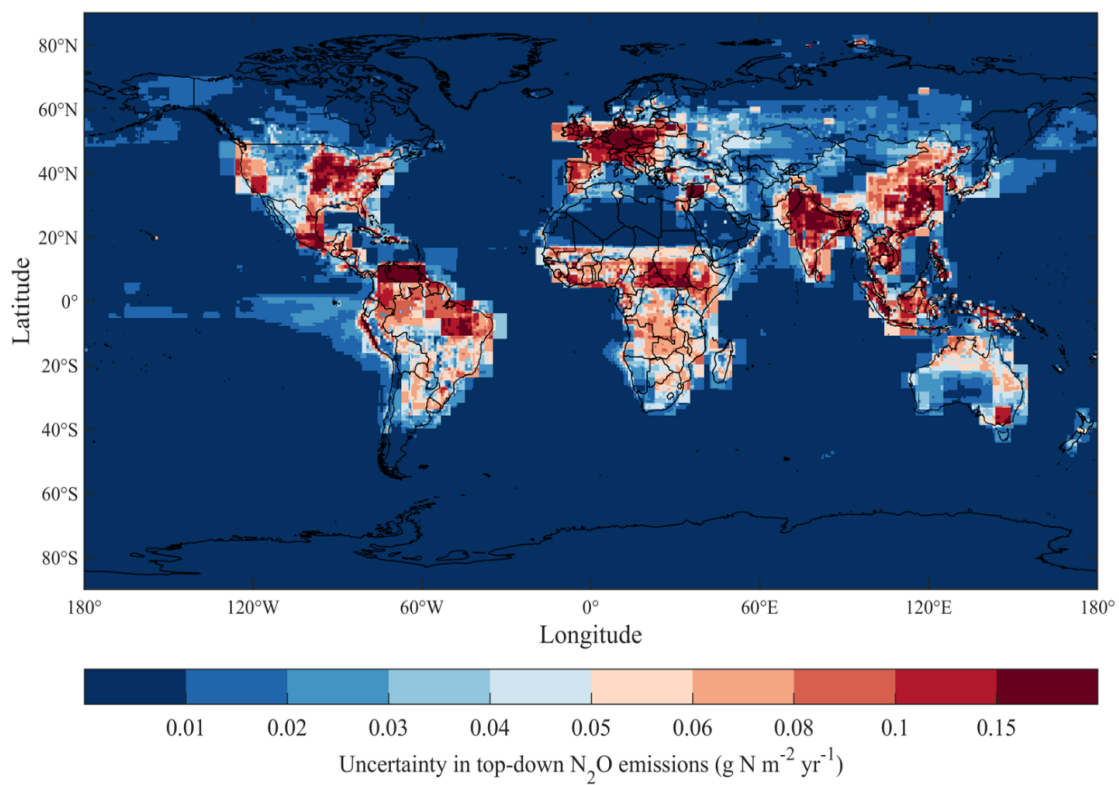 80°N
60°N
40°N
20°N
0°
20°S
40°S
60°S
80°S
Latitude
180° 120°W 60°W 0° 60°E 120°E 180°
Longitude
0.01 0.02 0.03 0.04 0.05 0.06 0.08 0.1 0.15
Uncertainty in top-down N₂O emissions (g N m⁻² yr⁻¹)